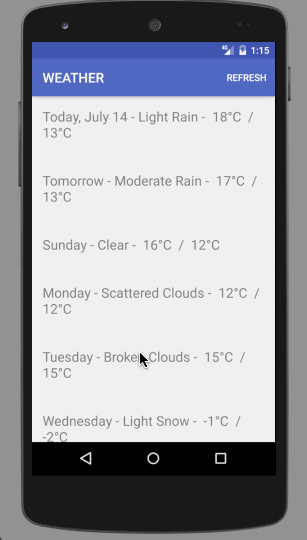 4G 1:15
WEATHER REFRESH
Today, July 14 - Light Rain - 18°C /
13°C
Tomorrow - Moderate Rain - 17°C /
13°C
Sunday - Clear - 16°C / 12°C
Monday - Scattered Clouds - 12°C /
12°C
Tuesday - Broken Clouds - 15°C /
15°C
Wednesday - Light Snow - -1°C /
-2°C